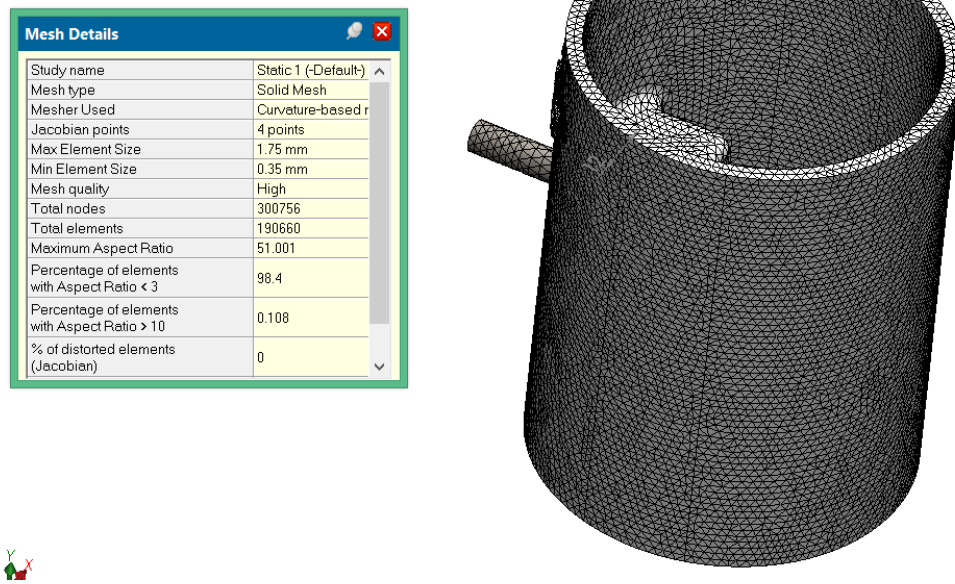 Mesh Details
Study name Static 1 (-Default-)
Mesh type Solid Mesh
Mesher Used Curvature-based r
Jacobian points 4 points
Max Element Size 1.75 mm
Min Element Size 0.35 mm
Mesh quality High
Total nodes 300756
Total elements 190660
Maximum Aspect Ratio 51.001
Percentage of elements
with Aspect Ratio < 3 98.4
Percentage of elements
with Aspect Ratio > 10 0.108
% of distorted elements
(Jacobian) 0
Y
X